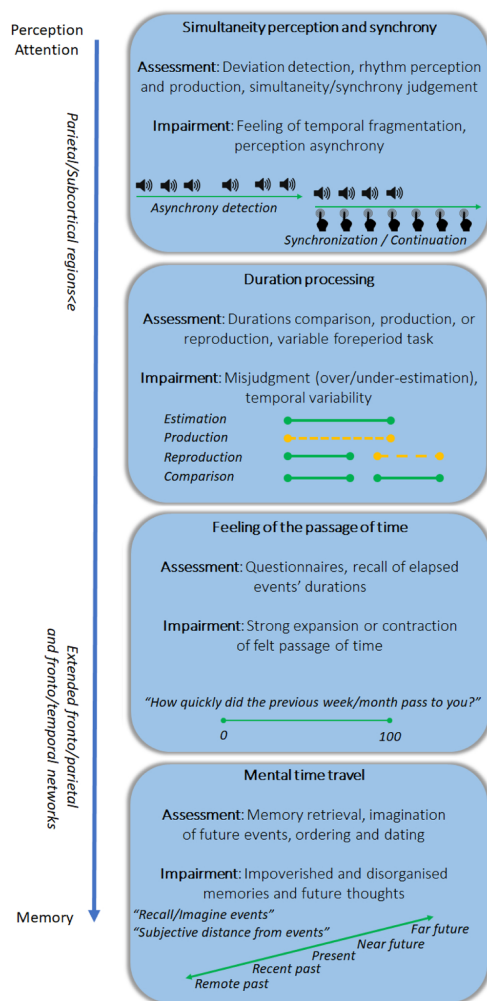 Perception
Attention
Parietal/Subcortical regions<e
Extended fronto/parietal
and fronto/temporal networks
Memory
Simultaneity perception and synchrony
Assessment: Deviation detection, rhythm perception
and production, simultaneity/synchrony judgement
Impairment: Feeling of temporal fragmentation,
perception asynchrony
Asynchrony detection
Synchronization / Continuation
Duration processing
Assessment: Durations comparison, production, or
reproduction, variable foreperiod task
Impairment: Misjudgment (over/under-estimation),
temporal variability
Estimation
Production
Reproduction
Comparison
Feeling of the passage of time
Assessment: Questionnaires, recall of elapsed
events’ durations
Impairment: Strong expansion or contraction
of felt passage of time
“How quickly did the previous week/month pass to you?”
0
100
Mental time travel
Assessment: Memory retrieval, imagination
of future events, ordering and dating
Impairment: Impoverished and disorganised
memories and future thoughts
“Recall/Imagine events”
“Subjective distance from events”
Far future
Near future
Present
Recent past
Remote past